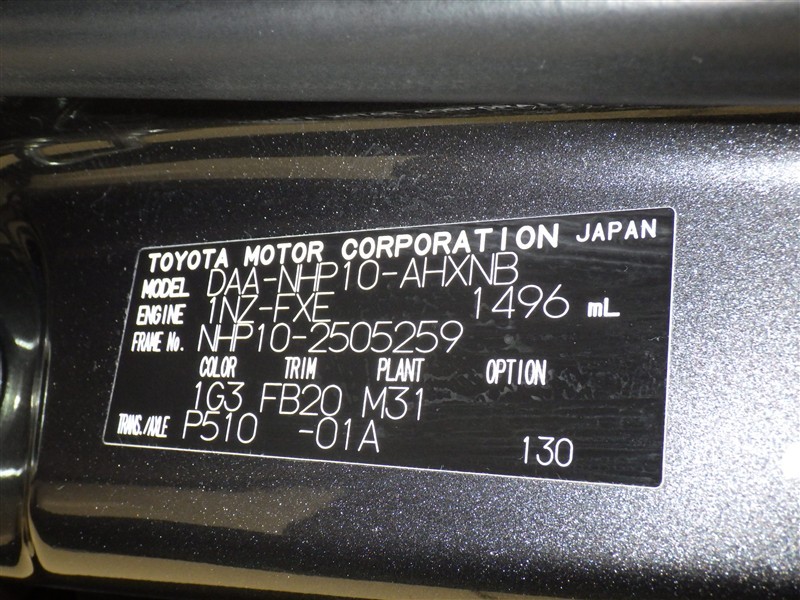 TOYOTA MOTOR CORPORATION JAPAN
MODEL DAA-NHP10-AHXNB
ENGINE 1NZ-FXE 1496 mL
FRAME No. NHP10-2505259
COLOR TRIM PLANT OPTION
1G3 FB20 M31
TRANS./AXLE P510 -01A 130